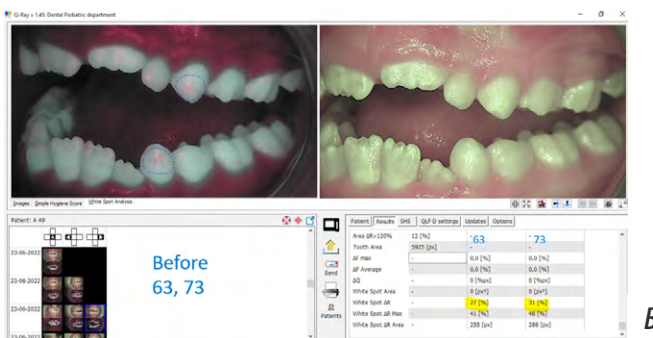 Q-Ray v 1.45: Dental Pediatric department
Images Simple Hygiene Score White Spot Analysis
Patient: A 49
23-06-2022
23-08-2022
23-06-2022
Before
63, 73
Send
Patients
Patient Results SHS QLF-D settings Updates Options
Area ΔR>120% 12 [%] - 63 - 73
Tooth Area 5925 [px] - -
ΔF max - 0,0 [%] 0,0 [%]
ΔF Average - 0,0 [%] 0,0 [%]
ΔQ - 0 [%px] 0 [%px]
White Spot Area - 0 [px²] 0 [px²]
White Spot ΔR - 27 [%] 31 [%]
White Spot ΔR Max - 41 [%] 46 [%]
White Spot ΔR Area - [px] [px]
B